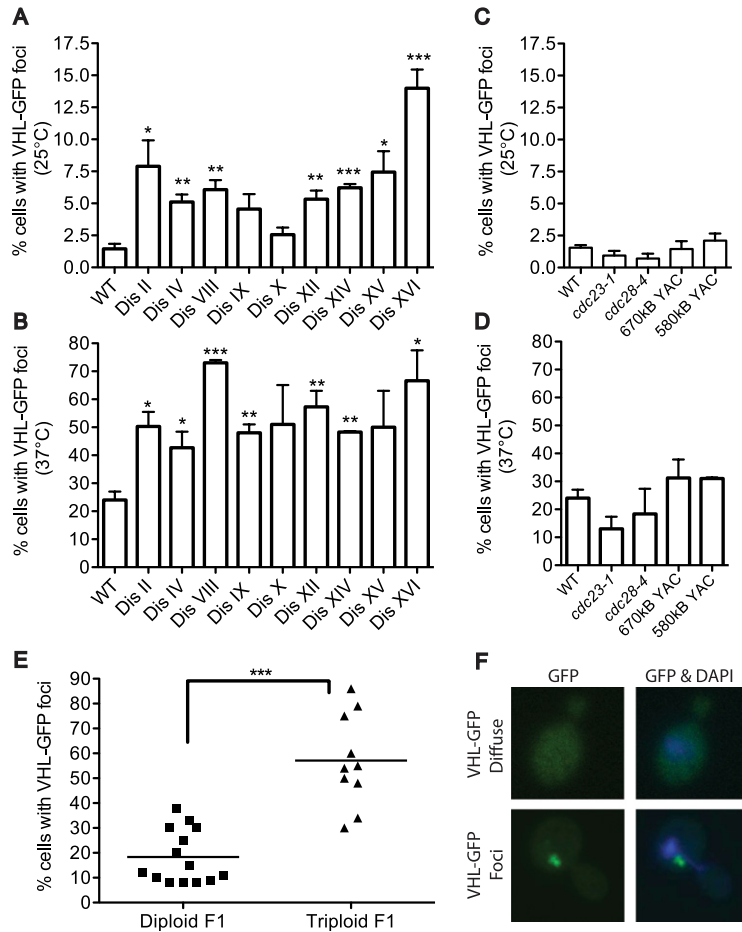 A
% cells with VHL-GFP foci
(25°C)
17.5
15.0
12.5
10.0
7.5
5.0
2.5
0.0
*
**
**
**
***
*
***
WT
Dis II
Dis IV
Dis VIII
Dis IX
Dis X
Dis XII
Dis XIV
Dis XV
Dis XVI
C
% cells with VHL-GFP foci
(25°C)
17.5
15.0
12.5
10.0
7.5
5.0
2.5
0.0
WT
cdc23-1
cdc28-4
670kB YAC
580kB YAC
B
% cells with VHL-GFP foci
(37°C)
80
70
60
50
40
30
20
10
0
*
*
***
**
**
**
*
WT
Dis II
Dis IV
Dis VIII
Dis IX
Dis X
Dis XII
Dis XIV
Dis XV
Dis XVI
D
% cells with VHL-GFP foci
(37°C)
80
70
60
50
40
30
20
10
0
WT
cdc23-1
cdc28-4
670kB YAC
580kB YAC
E
% cells with VHL-GFP foci
90
80
70
60
50
40
30
20
10
0
***
Diploid F1
Triploid F1
F
GFP
GFP & DAPI
VHL-GFP
Diffuse
VHL-GFP
Foci